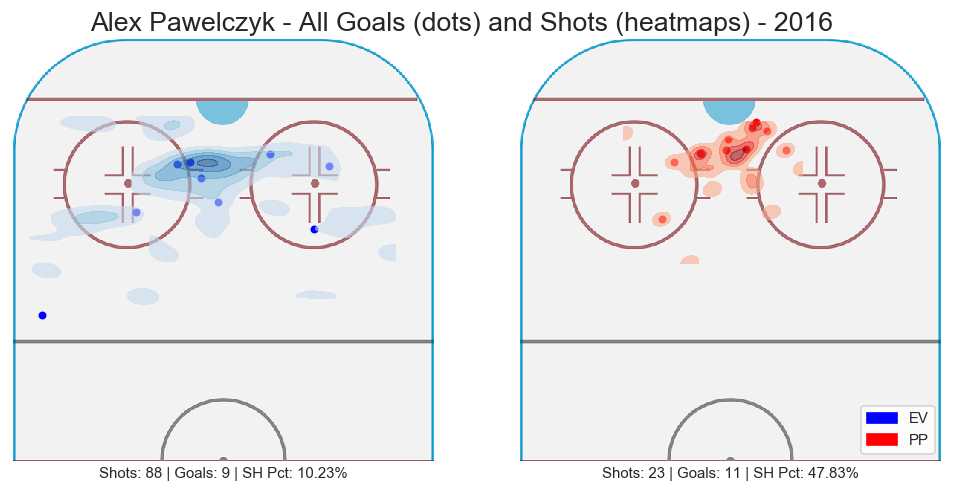 Alex Pawelczyk - All Goals (dots) and Shots (heatmaps) - 2016
EV
PP
Shots: 88 | Goals: 9 | SH Pct: 10.23%
Shots: 23 | Goals: 11 | SH Pct: 47.83%